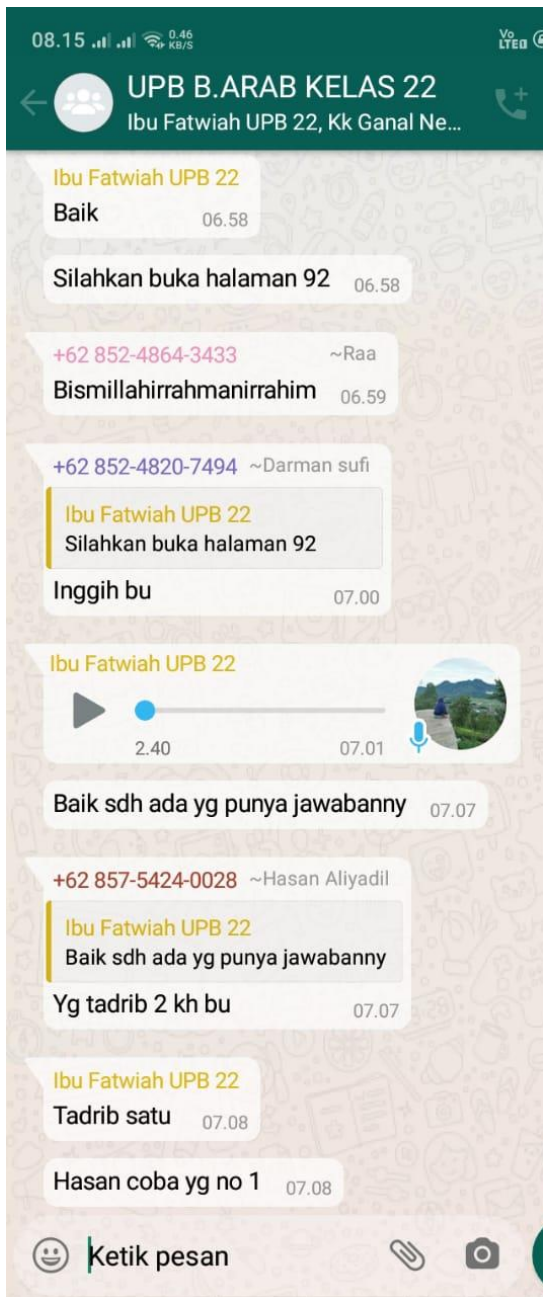 08.15 0.46 KB/S Vo LTE
UPB B.ARAB KELAS 22
Ibu Fatwiah UPB 22, Kk Ganal Ne...
Ibu Fatwiah UPB 22
Baik 06.58
Silahkan buka halaman 92 06.58
+62 852-4864-3433 ~Raa
Bismillahirrahmanirrahim 06.59
+62 852-4820-7494 ~Darman sufi
Ibu Fatwiah UPB 22
Silahkan buka halaman 92
Inggih bu 07.00
Ibu Fatwiah UPB 22
2.40 07.01
Baik sdh ada yg punya jawabanny 07.07
+62 857-5424-0028 ~Hasan Aliyadil
Ibu Fatwiah UPB 22
Baik sdh ada yg punya jawabanny
Yg tadrib 2 kh bu 07.07
Ibu Fatwiah UPB 22
Tadrib satu 07.08
Hasan coba yg no 1 07.08
Ketik pesan